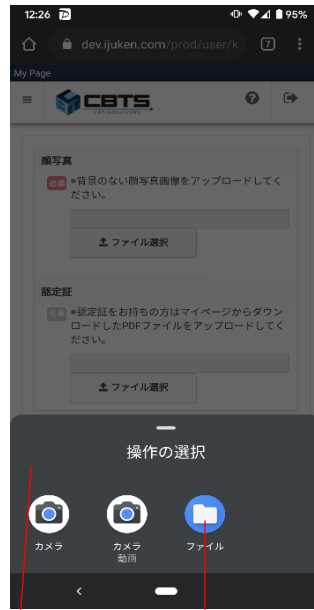 12:26
95%
dev.ijuken.com/prod/user/k
7
My Page
CBTS.
CBT-SOLUTIONS
顔写真
必須 *背景のない顔写真画像をアップロードしてく
ださい。
ファイル選択
認定証
任意 *認定証をお持ちの方はマイページからダウン
ロードしたPDFファイルをアップロードしてく
ださい。
ファイル選択
操作の選択
カメラ
カメラ
動画
ファイル